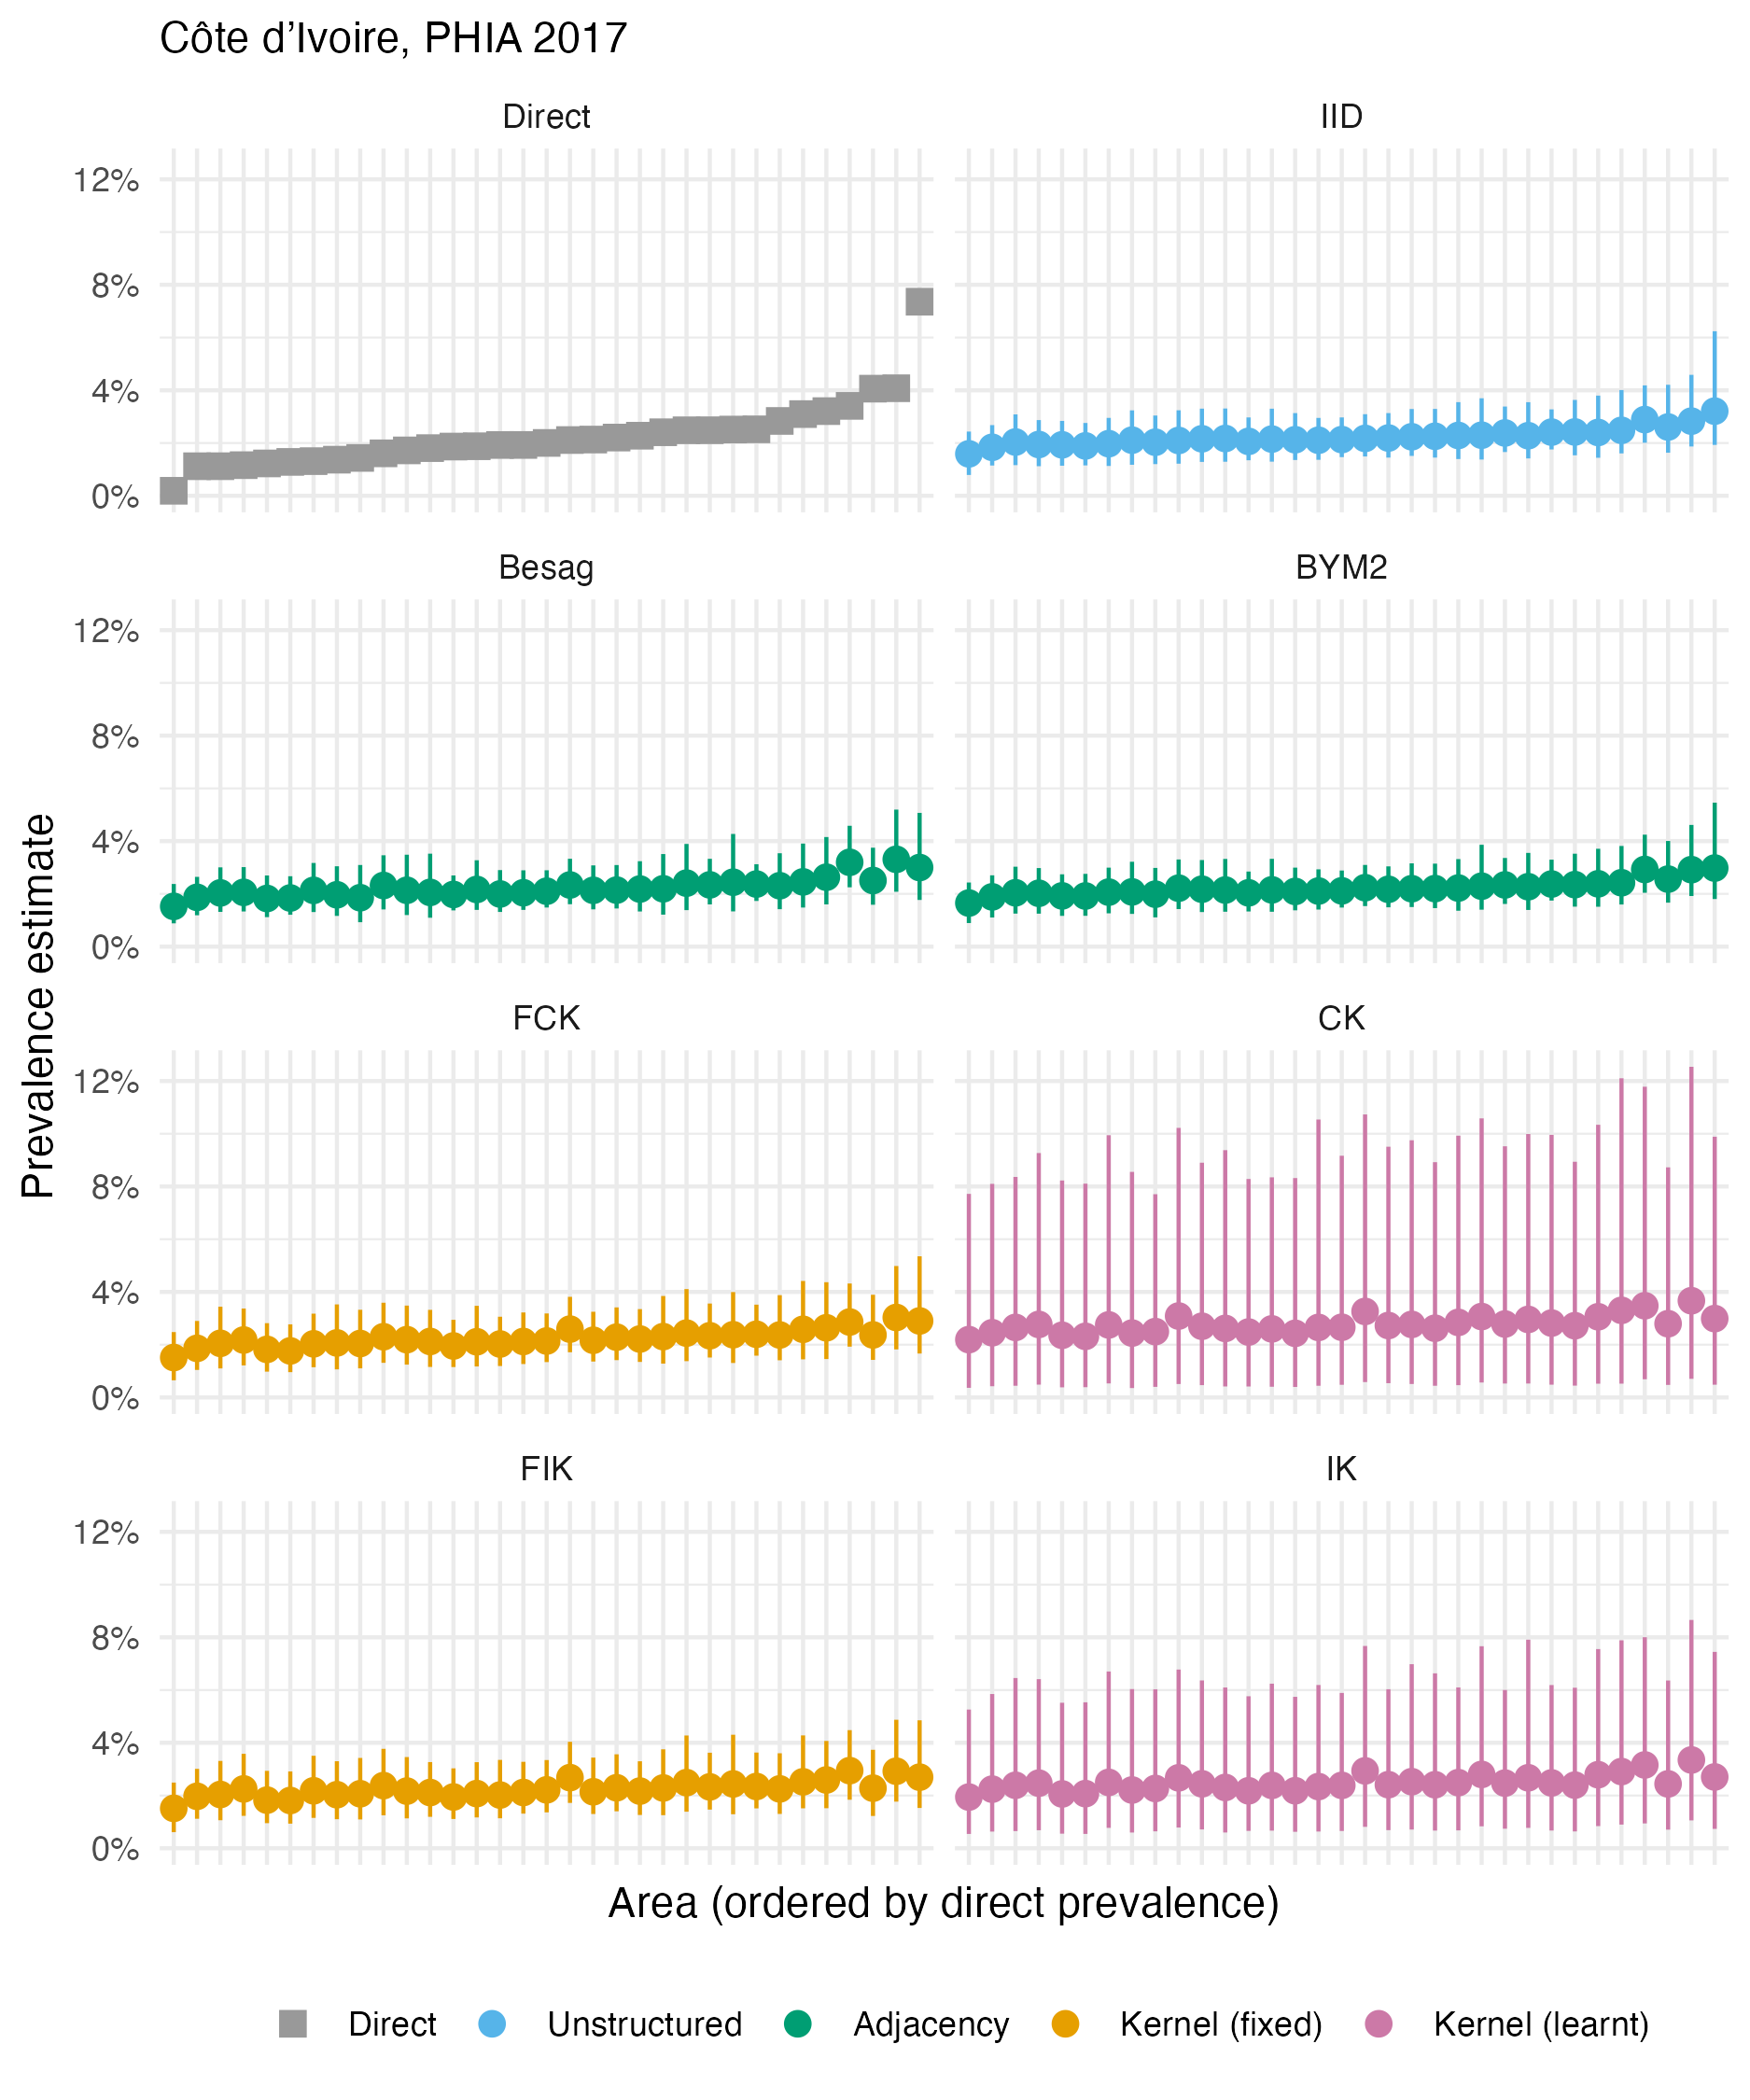 Côte d’Ivoire, PHIA 2017
Direct
IID
12%
8%
4%
0%
Besag
BYM2
12%
8%
4%
0%
Prevalence estimate
FCK
CK
12%
8%
4%
0%
FIK
IK
12%
8%
4%
0%
Area (ordered by direct prevalence)
Direct Unstructured Adjacency Kernel (fixed) Kernel (learnt)